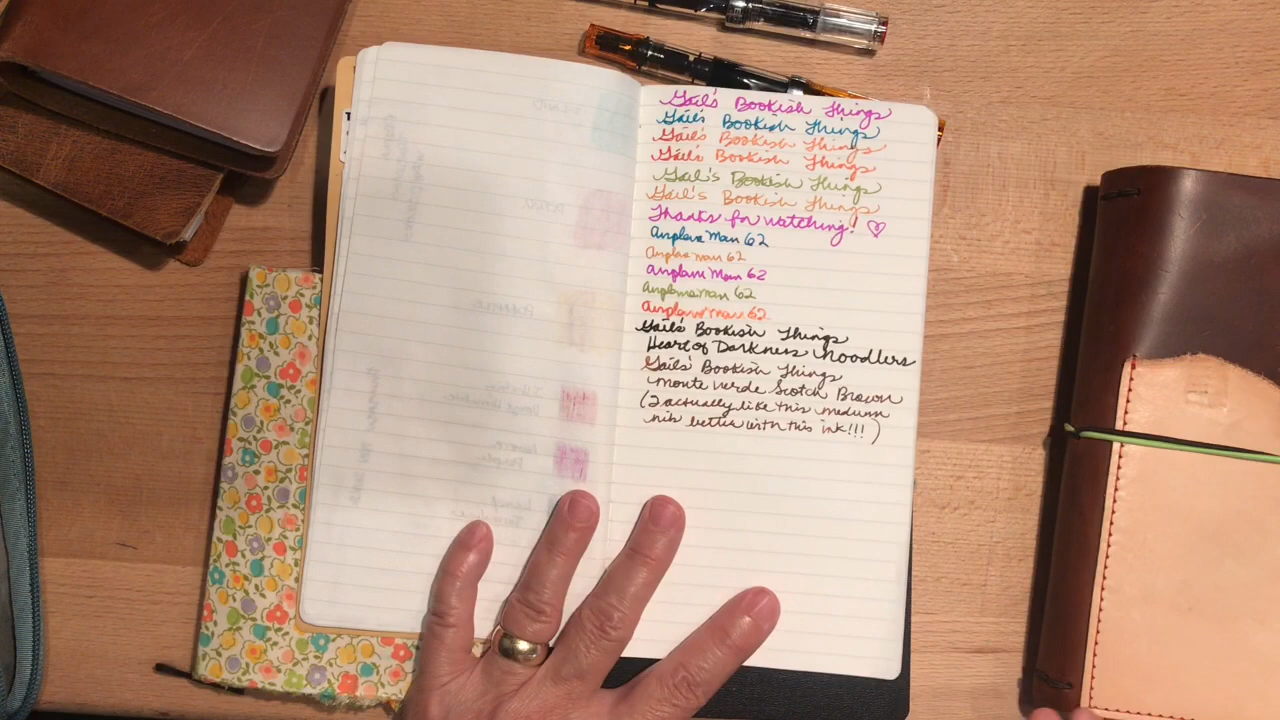 Gail's Bookish Things
Gail's Bookish Things
Gail's Bookish Things
Gail's Bookish Things
Gail's Bookish Things
Gail's Bookish Things
Thanks for watching!
Airplane Man 62
Airplane Man 62
Airplane Man 62
Airplane Man 62
Airplane Man 62
Gail's Bookish Things
Heart of Darkness Noodlers
Gail's Bookish Things
Monte Verde Scotch Brown
(I actually like this medium
nib better with this ink!!!)